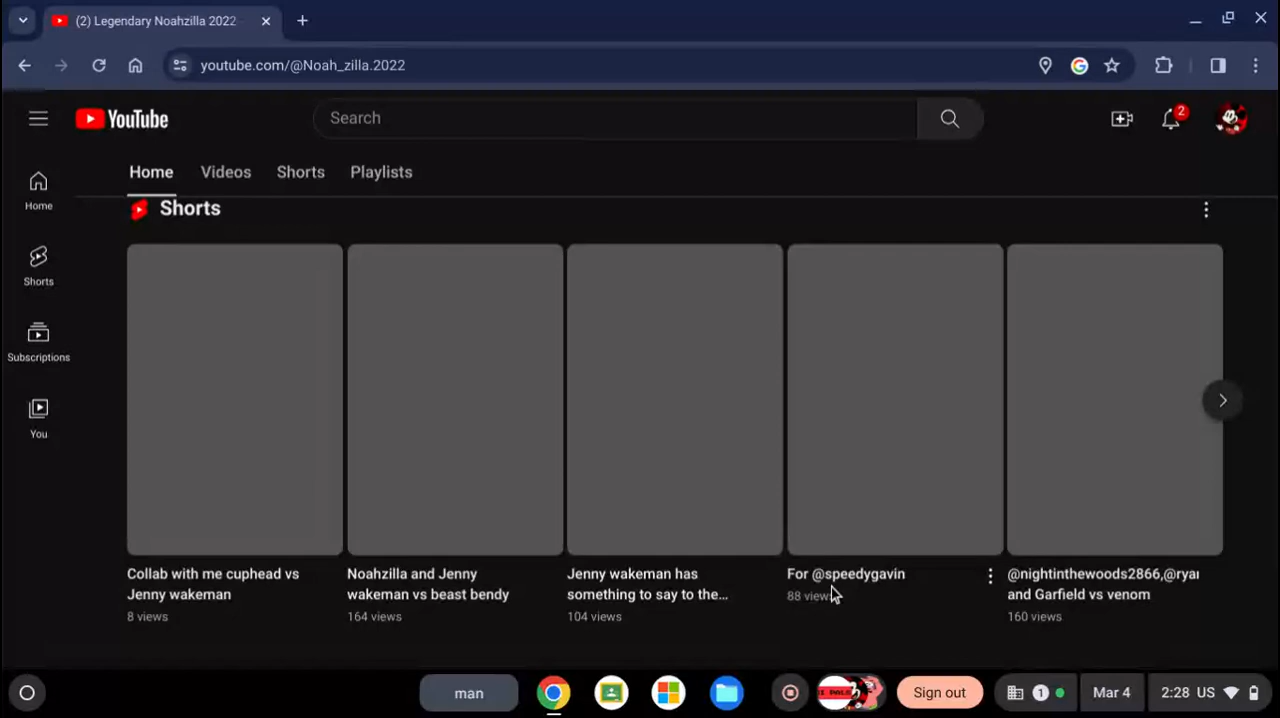 (2) Legendary Noahzilla 2022
youtube.com/@Noah_zilla.2022
YouTube
Search
2
Home Videos Shorts Playlists
Home
Shorts
Subscriptions
You
Shorts
Collab with me cuphead vs
Jenny wakeman
8 views
Noahzilla and Jenny
wakeman vs beast bendy
164 views
Jenny wakeman has
something to say to the...
104 views
For @speedygavin
88 views
@nightinthewoods2866,@ryan
and Garfield vs venom
160 views
man
Sign out
1
Mar 4
2:28 US